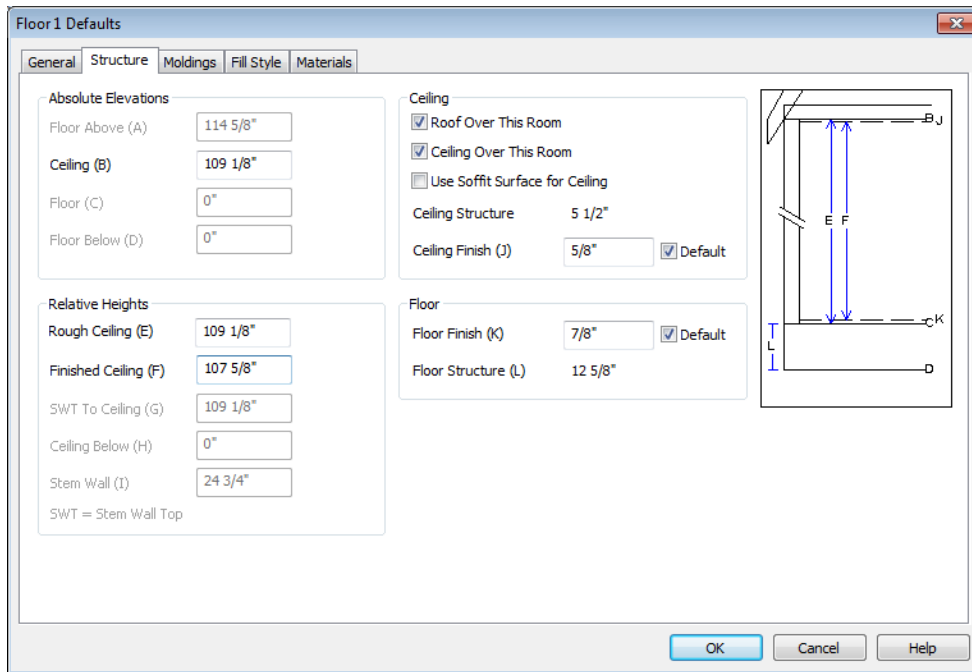 Floor 1 Defaults
General Structure Moldings Fill Style Materials
Absolute Elevations
Floor Above (A) 114 5/8"
Ceiling (B) 109 1/8"
Floor (C) 0"
Floor Below (D) 0"
Relative Heights
Rough Ceiling (E) 109 1/8"
Finished Ceiling (F) 107 5/8"
SWT To Ceiling (G) 109 1/8"
Ceiling Below (H) 0"
Stem Wall (I) 24 3/4"
SWT = Stem Wall Top
Ceiling
Roof Over This Room
Ceiling Over This Room
Use Soffit Surface for Ceiling
Ceiling Structure 5 1/2"
Ceiling Finish (J) 5/8" Default
Floor
Floor Finish (K) 7/8" Default
Floor Structure (L) 12 5/8"
B J
E F
C K
L
D
OK Cancel Help